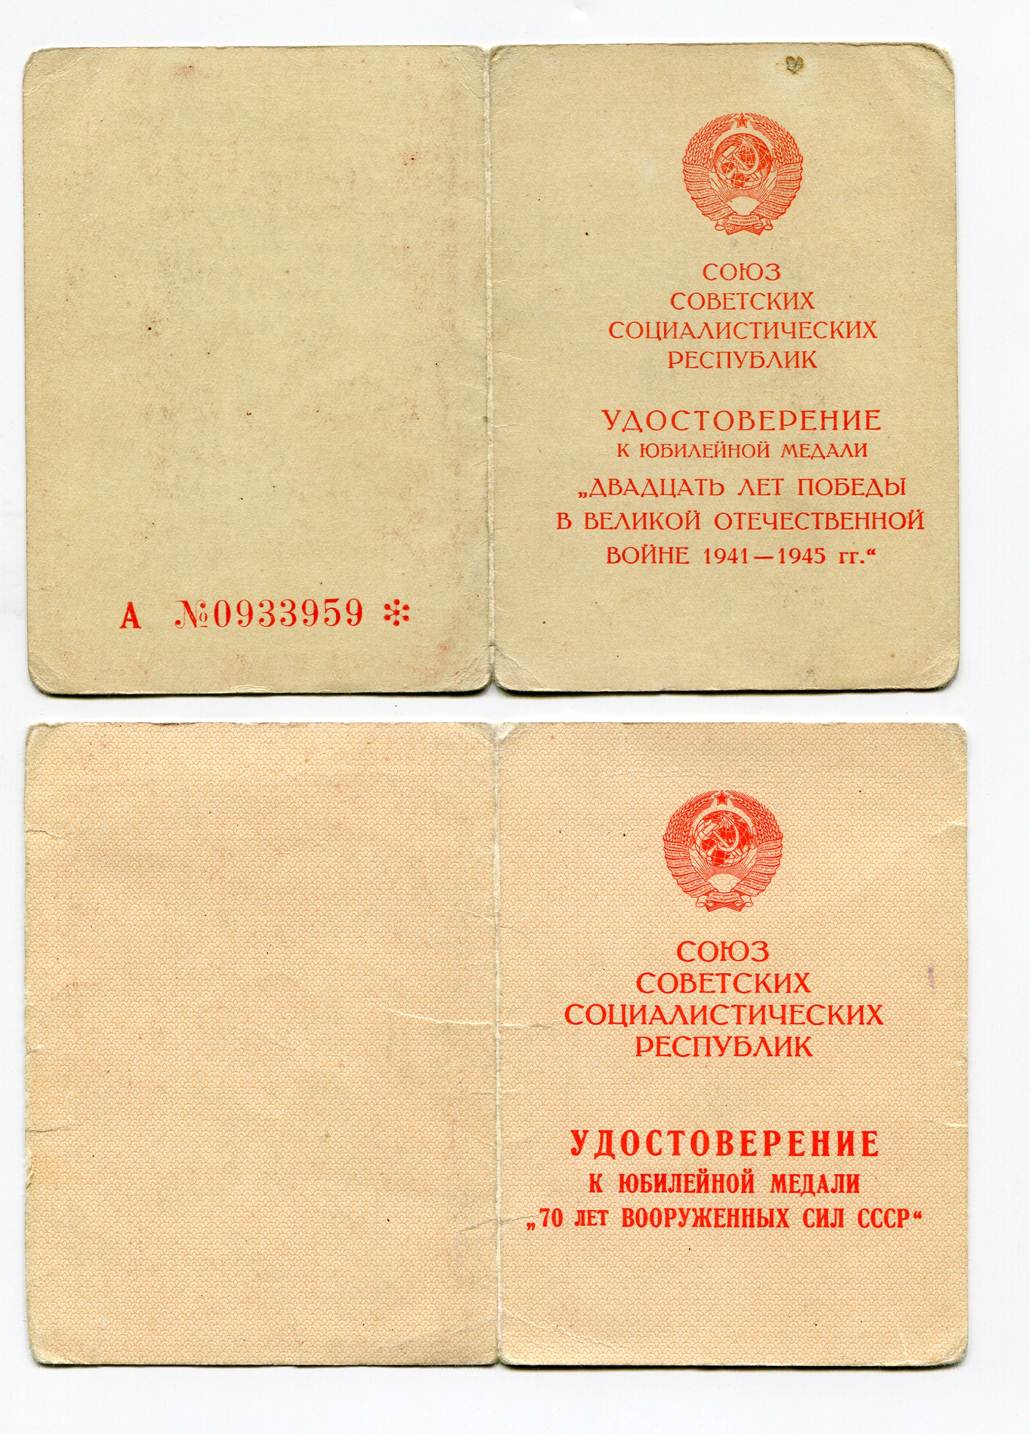 А №0933959 *
СОЮЗ
СОВЕТСКИХ
СОЦИАЛИСТИЧЕСКИХ
РЕСПУБЛИК
УДОСТОВЕРЕНИЕ
К ЮБИЛЕЙНОЙ МЕДАЛИ
„ДВАДЦАТЬ ЛЕТ ПОБЕДЫ
В ВЕЛИКОЙ ОТЕЧЕСТВЕННОЙ
ВОЙНЕ 1941—1945 гг.“
СОЮЗ
СОВЕТСКИХ
СОЦИАЛИСТИЧЕСКИХ
РЕСПУБЛИК
УДОСТОВЕРЕНИЕ
К ЮБИЛЕЙНОЙ МЕДАЛИ
„70 ЛЕТ ВООРУЖЕННЫХ СИЛ СССР“